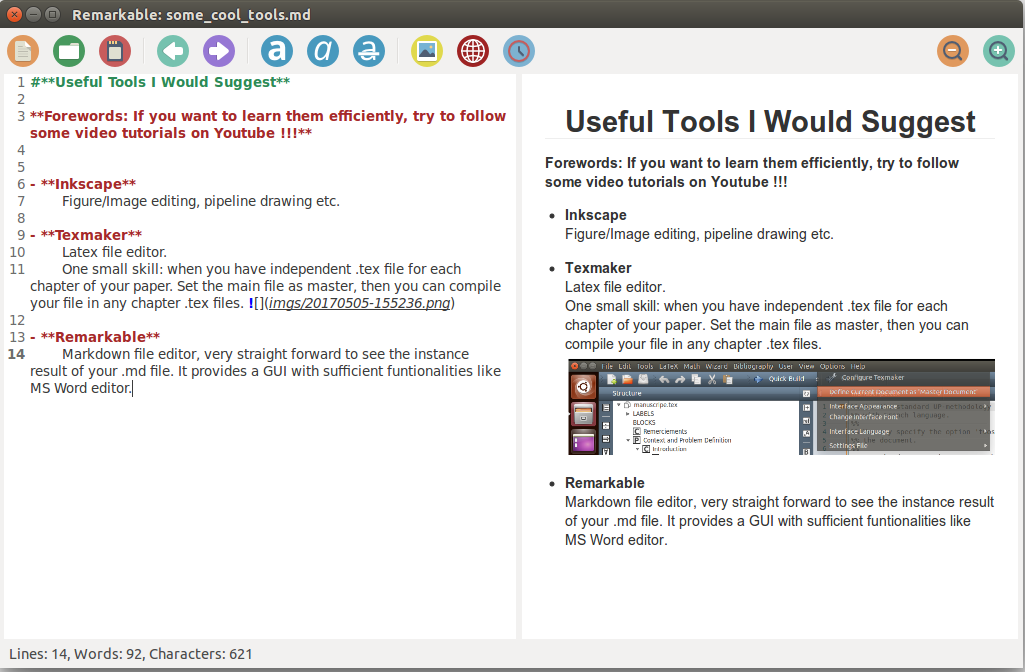 Remarkable: some_cool_tools.md
a a a
1 #**Useful Tools I Would Suggest**
2
3 **Forewords: If you want to learn them efficiently, try to follow
some video tutorials on Youtube !!!**
4
5
6 - **Inkscape**
7 Figure/Image editing, pipeline drawing etc.
8
9 - **Texmaker**
10 Latex file editor.
11 One small skill: when you have independent .tex file for each
chapter of your paper. Set the main file as master, then you can compile
your file in any chapter .tex files. ![](imgs/20170505-155236.png)
12
13 - **Remarkable**
14 Markdown file editor, very straight forward to see the instance
result of your .md file. It provides a GUI with sufficient funtionalities like
MS Word editor.
Useful Tools I Would Suggest
Forewords: If you want to learn them efficiently, try to follow
some video tutorials on Youtube !!!
• Inkscape
Figure/Image editing, pipeline drawing etc.
• Texmaker
Latex file editor.
One small skill: when you have independent .tex file for each
chapter of your paper. Set the main file as master, then you can
compile your file in any chapter .tex files.
File Edit Tools LaTeX Math Wizard Bibliography User View Options Help
Quick Build
Configure Texmaker
Structure
Define Current Document as 'Master Document'
manuscripe.tex
Interface Appearance
LABELS
Change Interface Font
BLOCKS
Interface Language
Remerciements
Context and Problem Definition
Settings File
Introduction
• Remarkable
Markdown file editor, very straight forward to see the instance result
of your .md file. It provides a GUI with sufficient funtionalities like
MS Word editor.
Lines: 14, Words: 92, Characters: 621